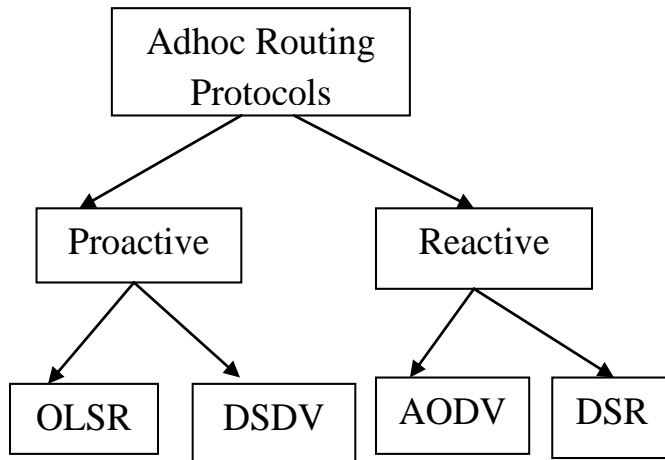 Adhoc Routing
Protocols
Proactive
Reactive
OLSR
DSDV
AODV
DSR